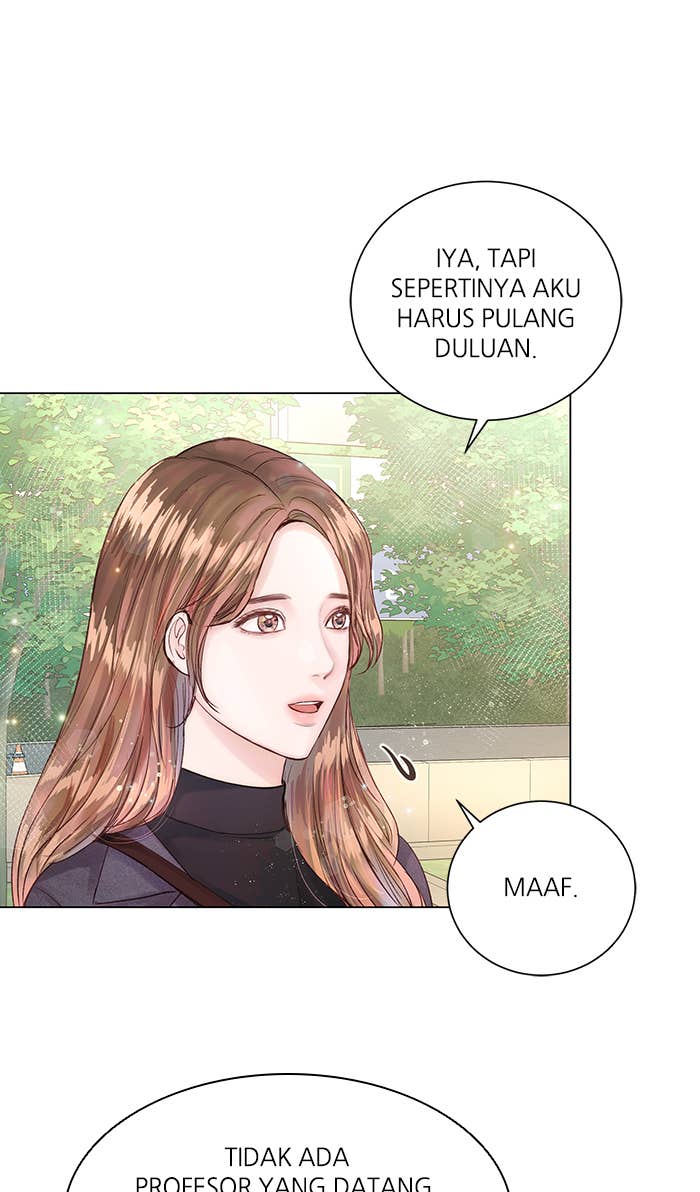 IYA, TAPI
SEPERTINYA AKU
HARUS PULANG
DULUAN.
MAAF.
TIDAK ADA
PROFESOR YANG DATANG